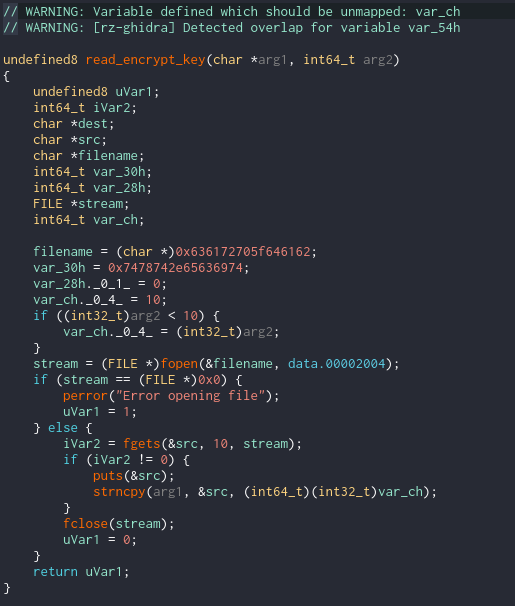 // WARNING: Variable defined which should be unmapped: var_ch
// WARNING: [rz-ghidra] Detected overlap for variable var_54h
undefined8 read_encrypt_key(char *arg1, int64_t arg2)
{
undefined8 uVar1;
int64_t iVar2;
char *dest;
char *src;
char *filename;
int64_t var_30h;
int64_t var_28h;
FILE *stream;
int64_t var_ch;
filename = (char *)0x636172705f646162;
var_30h = 0x7478742e65636974;
var_28h._0_1_ = 0;
var_ch._0_4_ = 10;
if ((int32_t)arg2 < 10) {
var_ch._0_4_ = (int32_t)arg2;
}
stream = (FILE *)fopen(&filename, data.00002004);
if (stream == (FILE *)0x0) {
perror("Error opening file");
uVar1 = 1;
} else {
iVar2 = fgets(&src, 10, stream);
if (iVar2 != 0) {
puts(&src);
strncpy(arg1, &src, (int64_t)(int32_t)var_ch);
}
fclose(stream);
uVar1 = 0;
}
return uVar1;
}